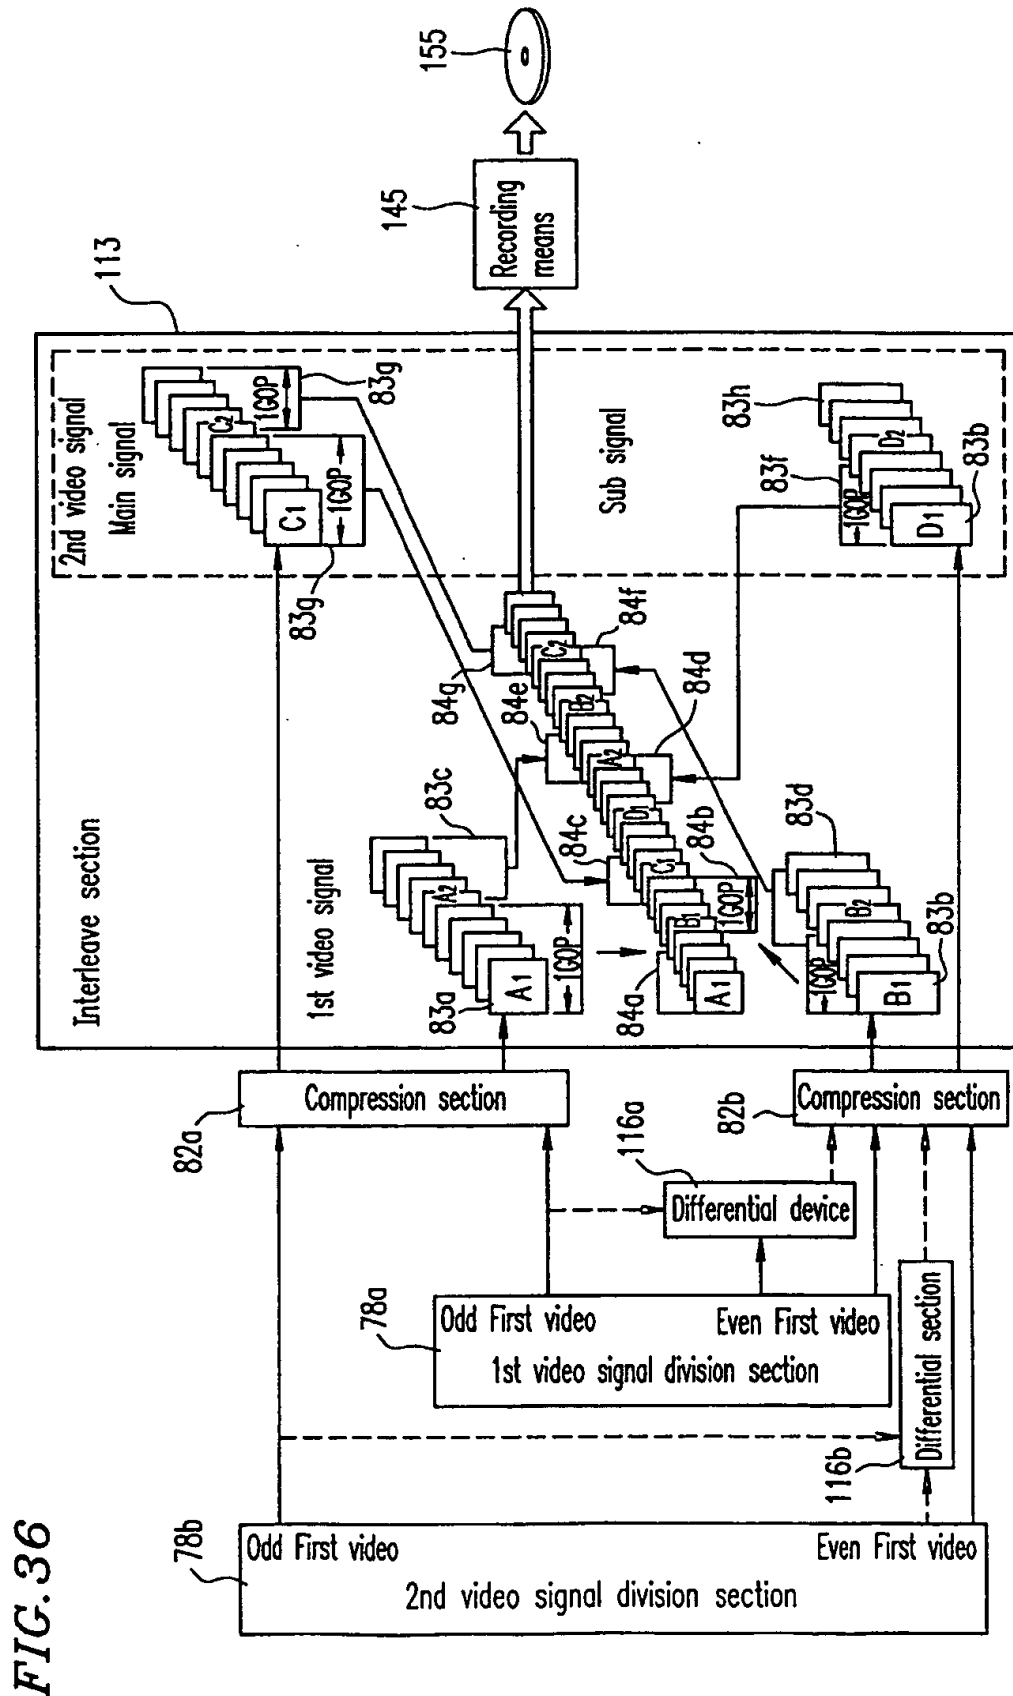 FIG.36
78b
Odd First video
Even First video
2nd video signal division section
78a
Odd First video
Even First video
1st video signal division section
116b
Differential section
116a
Differential device
82a
Compression section
82b
Compression section
113
Interleave section
1st video signal
2nd video signal
Main signal
Sub signal
83a
A1
A2
1GOP
83c
83g
C1
C2
1GOP
1GOP
83g
84a
A1
B1
C1
D1
A2
B2
C2
1GOP
84b
84c
84d
84e
84f
84g
B1
B2
1GOP
83b
83d
D1
D2
1GOP
83f
83h
83b
145
Recording
means
155